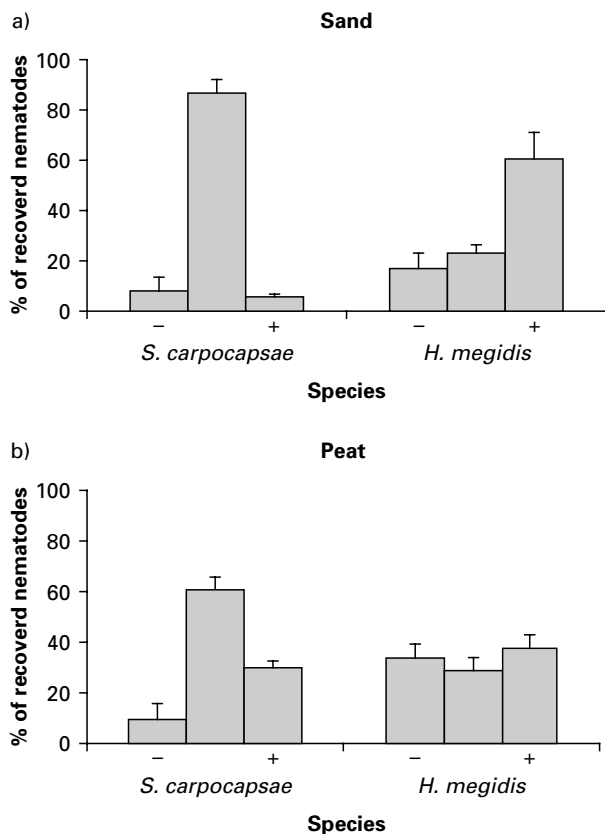 a) Sand
% of recoverd nematodes
100
80
60
40
20
0
− + − +
S. carpocapsae H. megidis
Species
b) Peat
% of recoverd nematodes
100
80
60
40
20
0
− + − +
S. carpocapsae H. megidis
Species